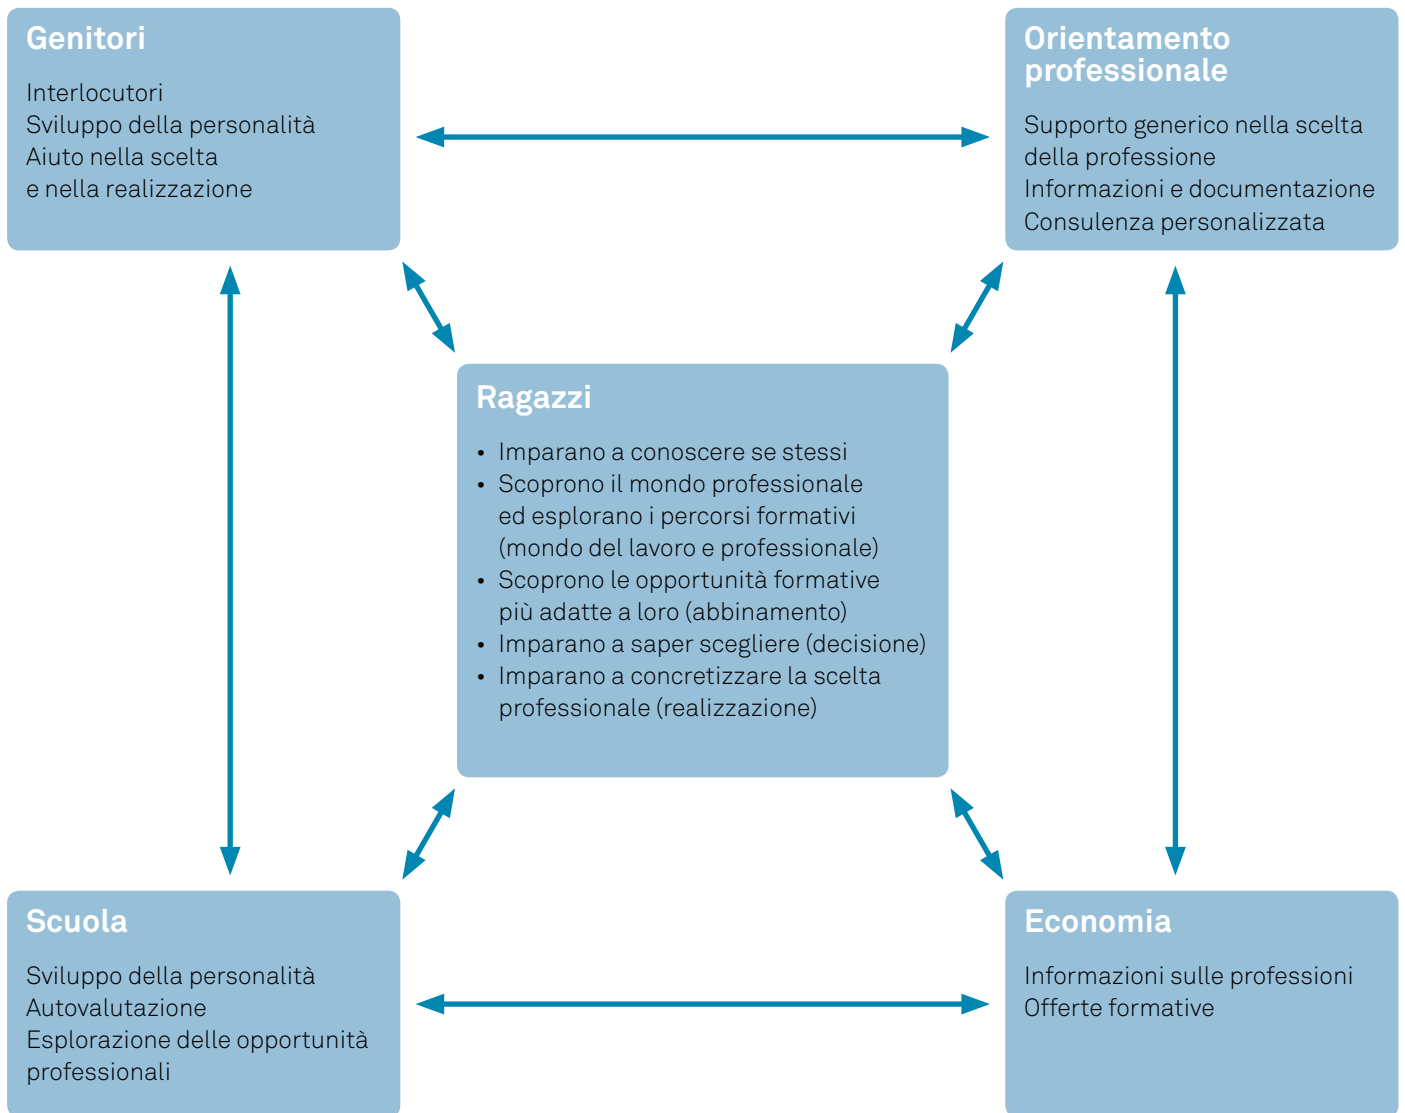 Genitori
Interlocutori
Sviluppo della personalità
Aiuto nella scelta
e nella realizzazione
Orientamento
professionale
Supporto generico nella scelta
della professione
Informazioni e documentazione
Consulenza personalizzata
Ragazzi
• Imparano a conoscere se stessi
• Scoprono il mondo professionale
ed esplorano i percorsi formativi
(mondo del lavoro e professionale)
• Scoprono le opportunità formative
più adatte a loro (abbinamento)
• Imparano a saper scegliere (decisione)
• Imparano a concretizzare la scelta
professionale (realizzazione)
Scuola
Sviluppo della personalità
Autovalutazione
Esplorazione delle opportunità
professionali
Economia
Informazioni sulle professioni
Offerte formative